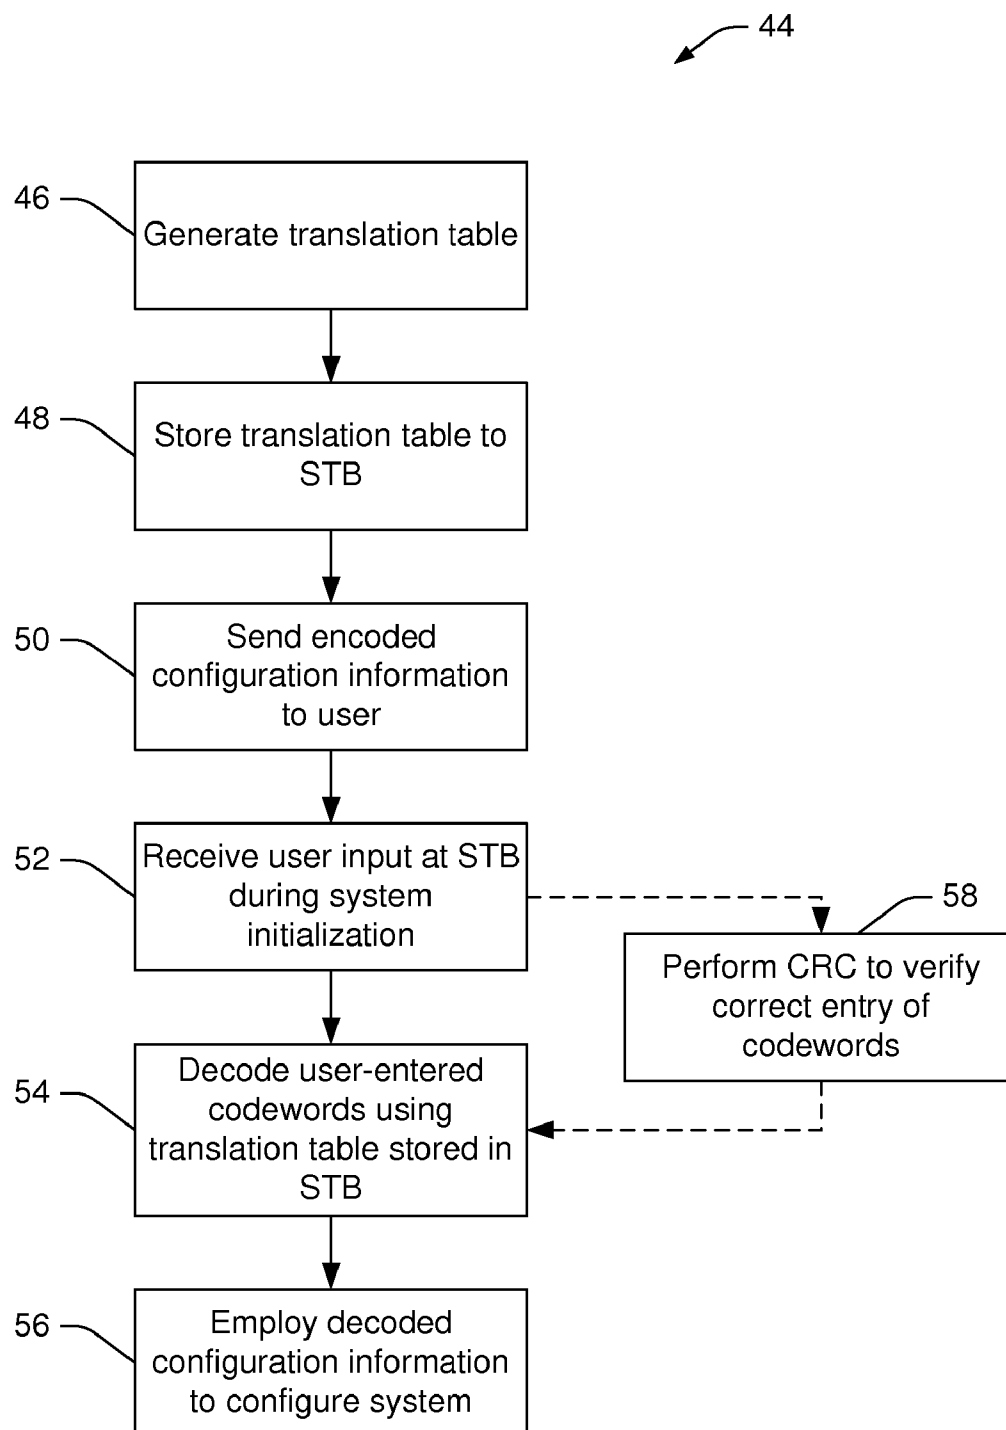 44
46
Generate translation table
48
Store translation table to
STB
50
Send encoded
configuration information
to user
52
Receive user input at STB
during system
initialization
58
Perform CRC to verify
correct entry of
codewords
54
Decode user-entered
codewords using
translation table stored in
STB
56
Employ decoded
configuration information
to configure system